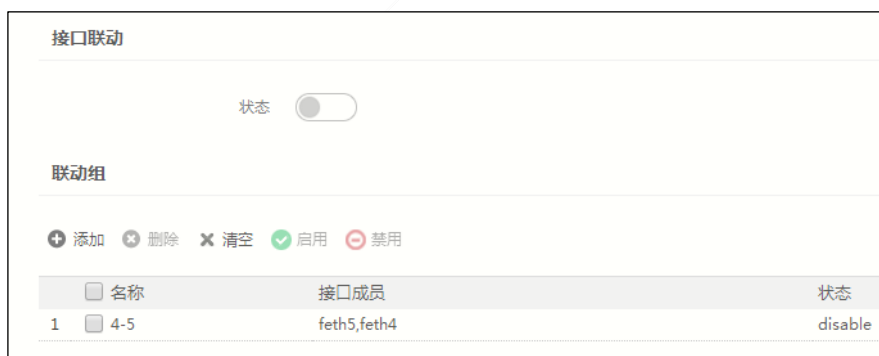 接口联动
状态
联动组
添加 删除 清空 启用 禁用
名称 接口成员 状态
1 4-5 feth5,feth4 disable